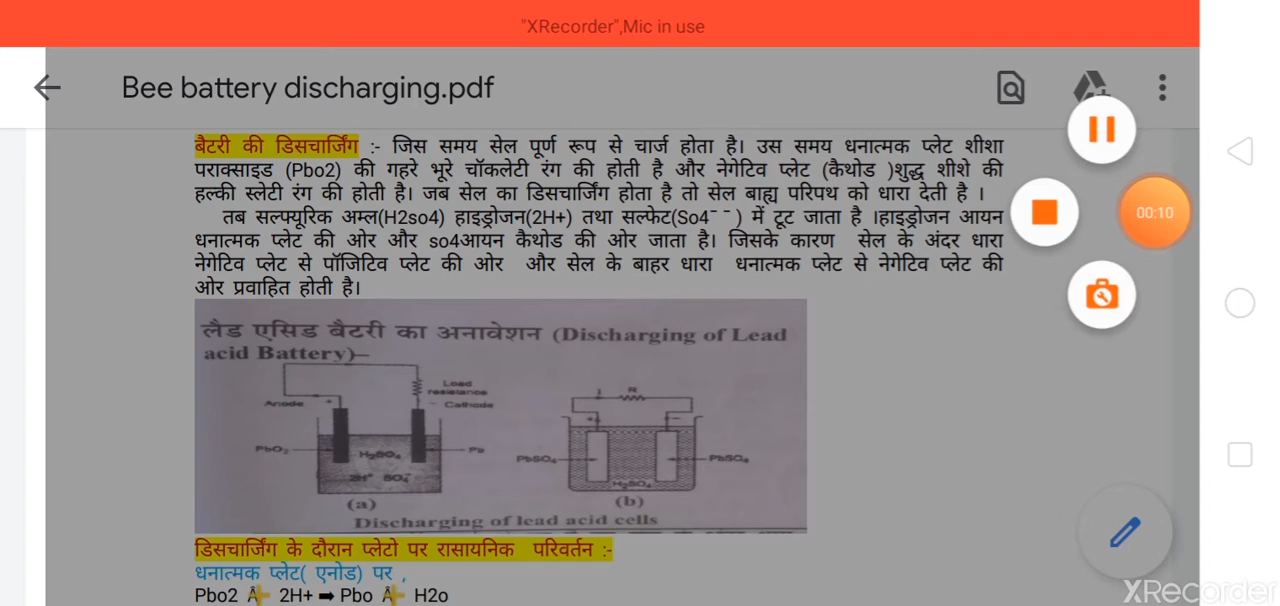 "XRecorder",Mic in use
Bee battery discharging.pdf
बैटरी की डिसचार्जिंग :- जिस समय सेल पूर्ण रूप से चार्ज होता है। उस समय धनात्मक प्लेट शीशा
पराक्साइड (Pbo2) की गहरे भूरे चॉकलेटी रंग की होती है और नेगेटिव प्लेट (कैथोड )शुद्ध शीशे की
हल्की स्लेटी रंग की होती है। जब सेल का डिसचार्जिंग होता है तो सेल बाह्य परिपथ को धारा देती है ।
तब सल्फ्यूरिक अम्ल(H2so4) हाइड्रोजन(2H+) तथा सल्फेट(So4⁻⁻) में टूट जाता है ।हाइड्रोजन आयन
धनात्मक प्लेट की ओर और so4आयन कैथोड की ओर जाता है। जिसके कारण सेल के अंदर धारा
नेगेटिव प्लेट से पॉजिटिव प्लेट की ओर और सेल के बाहर धारा धनात्मक प्लेट से नेगेटिव प्लेट की
ओर प्रवाहित होती है।
00:10
लैड एसिड बैटरी का अनावेशन (Discharging of Lead
acid Battery)–
Load
resistance
Anode + − Cathode
PbO₂ H₂SO₄ Pb
2H⁺ SO₄⁻
(a)
I R
+ −
PbSO₄ PbSO₄
H₂SO₄
(b)
Discharging of lead acid cells
डिसचार्जिंग के दौरान प्लेटो पर रासायनिक परिवर्तन :-
धनात्मक प्लेट( एनोड) पर ,
Pbo2 Â+ 2H+ ➡ Pbo Â+ H2o
XRecorder